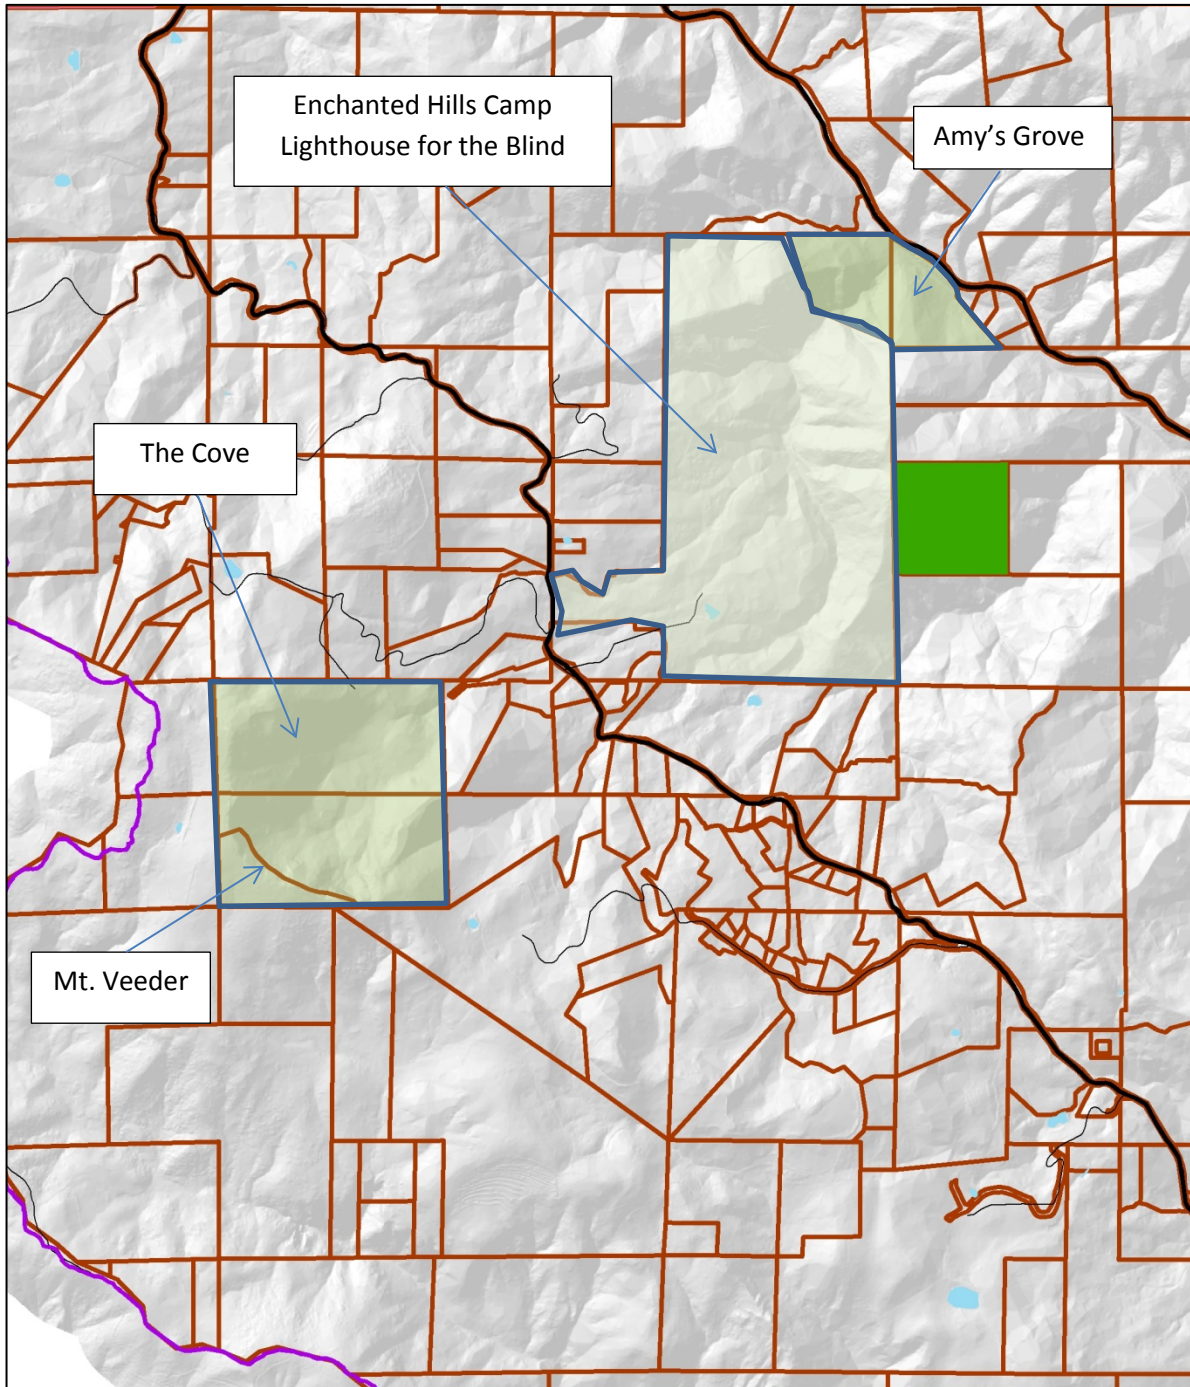 Enchanted Hills Camp
Lighthouse for the Blind
Amy’s Grove
The Cove
Mt. Veeder